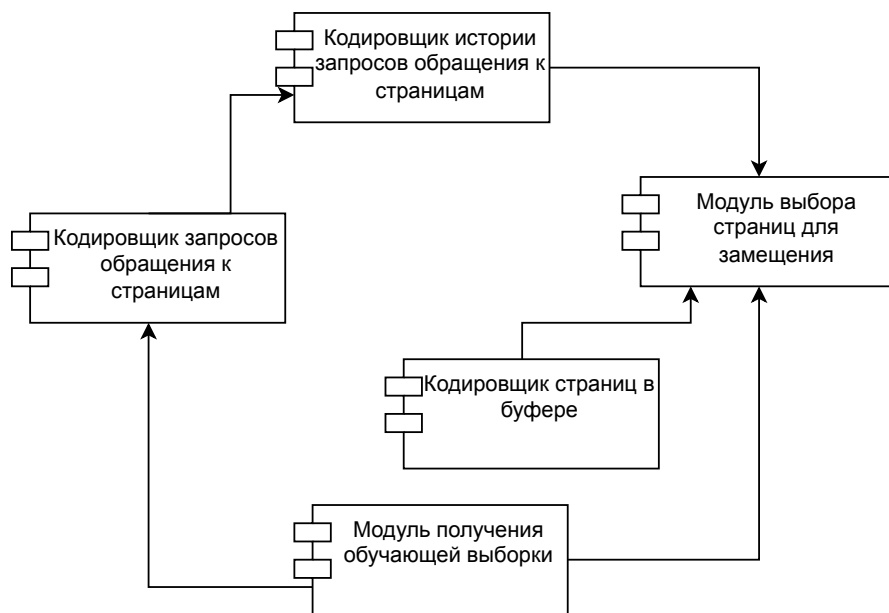 Кодировщик истории
запросов обращения к
страницам
Модуль выбора
страниц для
замещения
Кодировщик запросов
обращения к
страницам
Кодировщик страниц в
буфере
Модуль получения
обучающей выборки